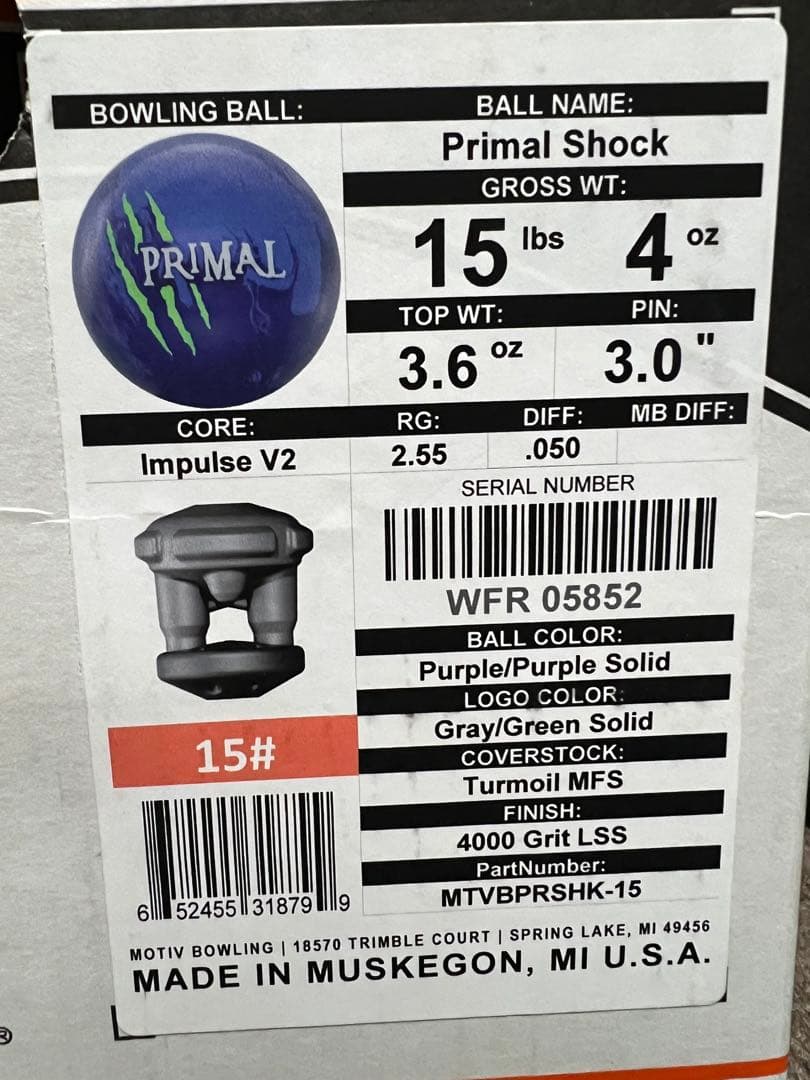 BOWLING BALL:
BALL NAME:
Primal Shock
PRIMAL
GROSS WT:
15 lbs 4 oz
TOP WT: PIN:
3.6 oz 3.0 "
CORE: RG: DIFF: MB DIFF:
Impulse V2 2.55 .050
SERIAL NUMBER
WFR 05852
BALL COLOR:
Purple/Purple Solid
LOGO COLOR:
Gray/Green Solid
15#
COVERSTOCK:
Turmoil MFS
FINISH:
4000 Grit LSS
PartNumber:
MTVBPRSHK-15
6 52455 31879 9
MOTIV BOWLING | 18570 TRIMBLE COURT | SPRING LAKE, MI 49456
MADE IN MUSKEGON, MI U.S.A.
®